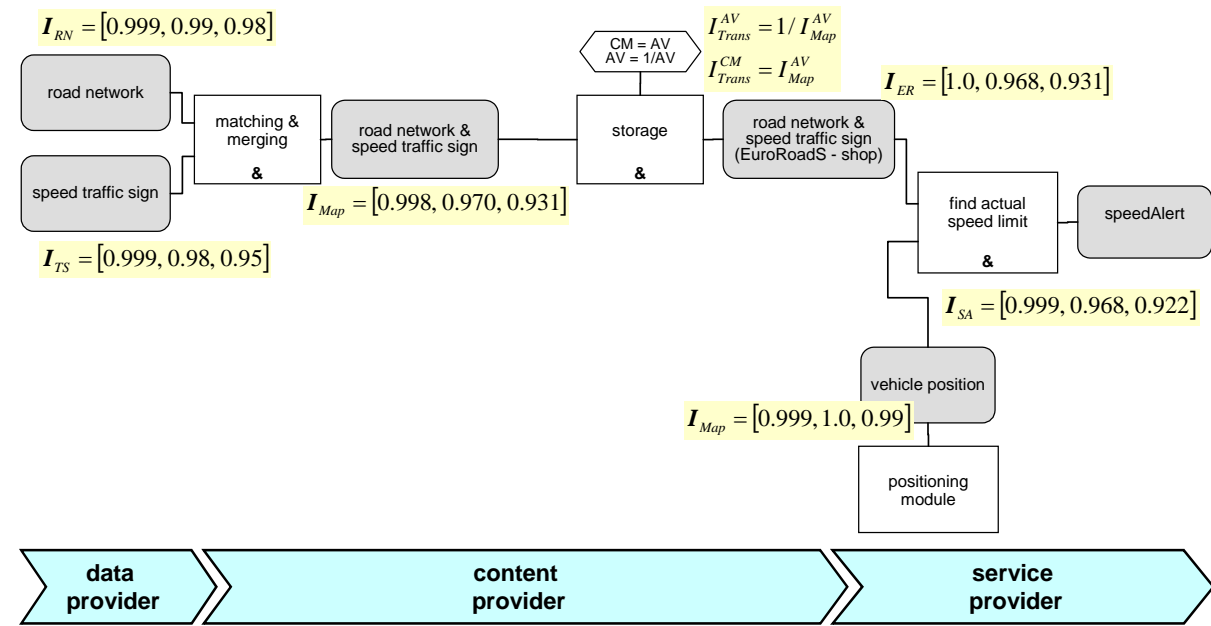 I_RN = [0.999, 0.99, 0.98]
road network
speed traffic sign
I_TS = [0.999, 0.98, 0.95]
matching &
merging
&
road network &
speed traffic sign
I_Map = [0.998, 0.970, 0.931]
CM = AV
AV = 1/AV
I_Trans^AV = 1/ I_Map^AV
I_Trans^CM = I_Map^AV
storage
&
I_ER = [1.0, 0.968, 0.931]
road network &
speed traffic sign
(EuroRoadS - shop)
find actual
speed limit
&
speedAlert
I_SA = [0.999, 0.968, 0.922]
vehicle position
I_Map = [0.999, 1.0, 0.99]
positioning
module
data
provider
content
provider
service
provider